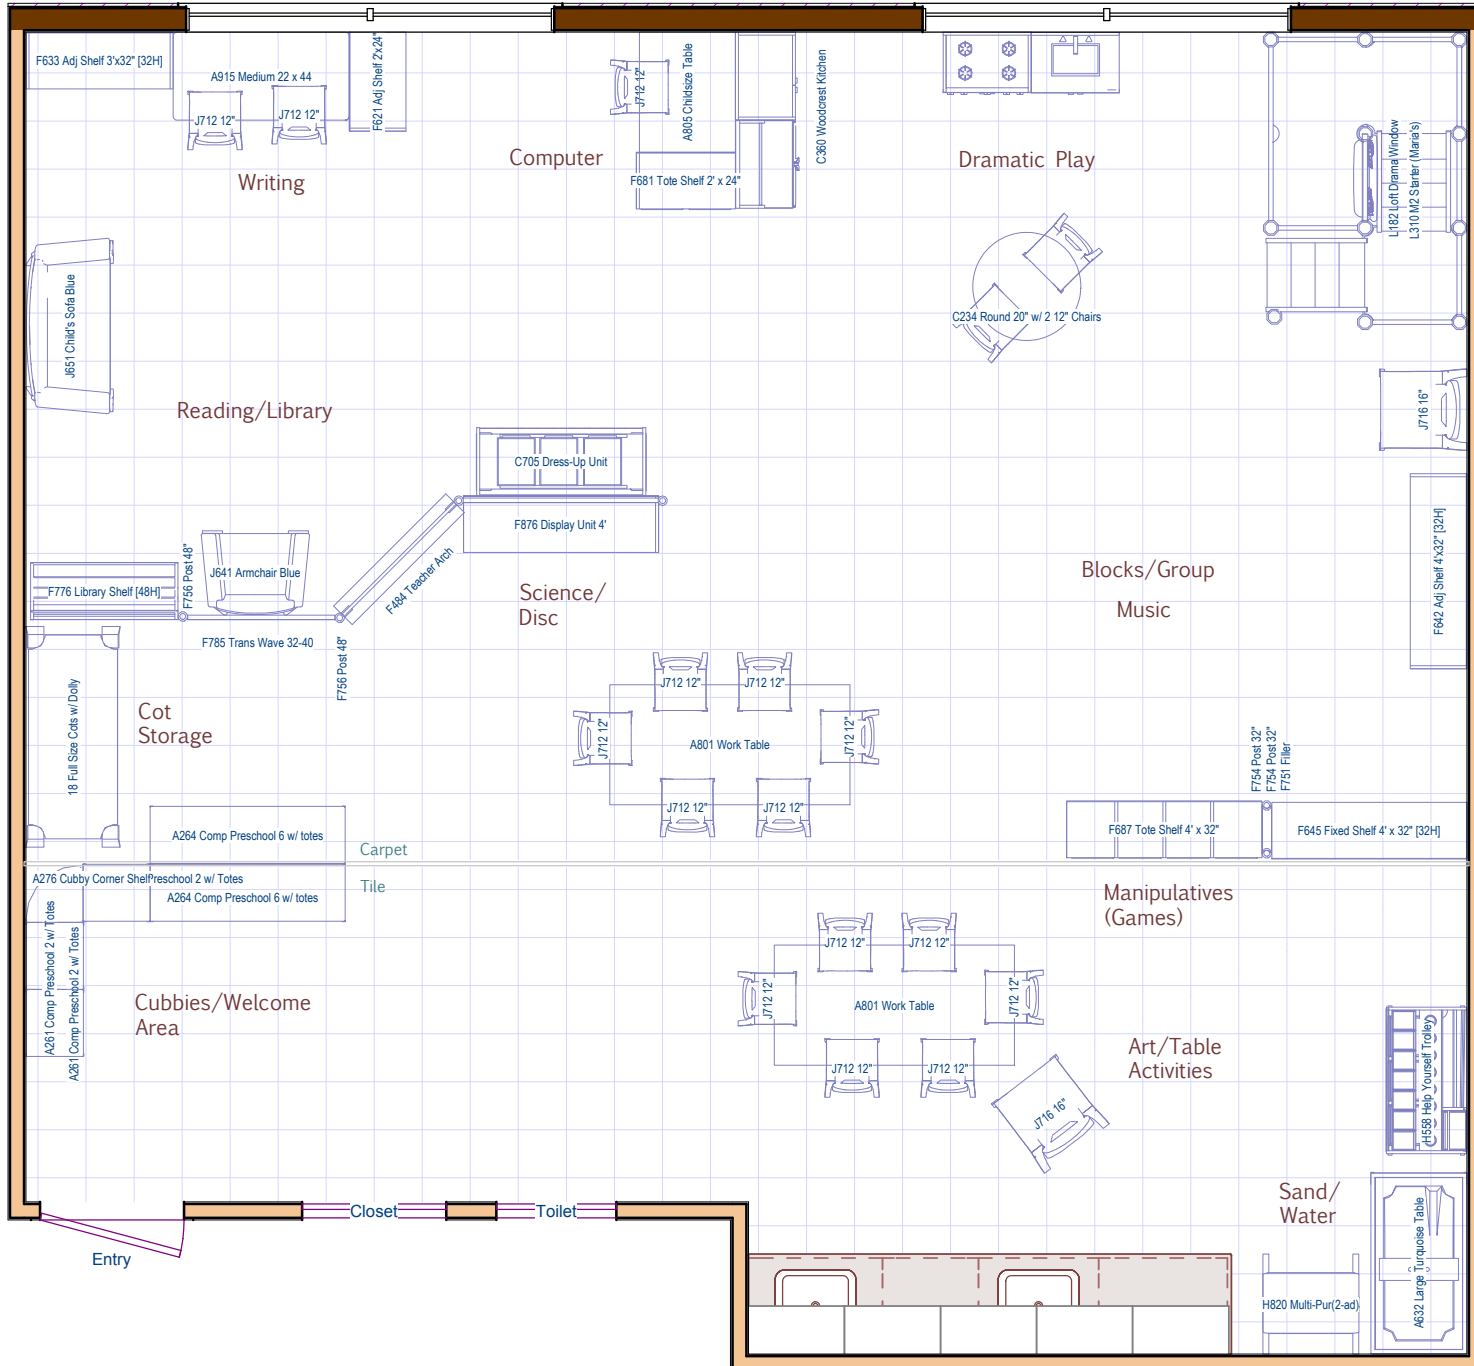 F633 Adj Shelf 3'x32" [32H]
A915 Medium 22 x 44
F621 Adj Shelf 2'x24"
J712 12"
J712 12"
Writing
Computer
J712 12"
A805 Childsize Table
F681 Tote Shelf 2' x 24"
C360 Woodcrest Kitchen
Dramatic Play
L182 Loft Drama Window
L310 M2 Starter (Maria's)
C234 Round 20" w/ 2 12" Chairs
J651 Child's Sofa Blue
Reading/Library
J716 16"
C705 Dress-Up Unit
F876 Display Unit 4'
F484 Teacher Arch
J641 Armchair Blue
F756 Post 48"
F776 Library Shelf [48H]
F785 Trans Wave 32-40
F756 Post 48"
Science/
Disc
Blocks/Group
Music
F642 Adj Shelf 4'x32" [32H]
18 Full Size Cots w/ Dolly
Cot
Storage
J712 12"
J712 12"
J712 12"
A801 Work Table
J712 12"
J712 12"
J712 12"
F754 Post 32"
F754 Post 32"
F751 Filler
F687 Tote Shelf 4' x 32"
F645 Fixed Shelf 4' x 32" [32H]
A264 Comp Preschool 6 w/ totes
Carpet
Tile
A276 Cubby Corner Shelf
Preschool 2 w/ Totes
A264 Comp Preschool 6 w/ totes
A261 Comp Preschool 2 w/ Totes
A261 Comp Preschool 2 w/ Totes
Manipulatives
(Games)
Cubbies/Welcome
Area
J712 12"
J712 12"
J712 12"
A801 Work Table
J712 12"
J712 12"
J712 12"
J716 16"
Art/Table
Activities
H558 Help Yourself Trolley
Sand/
Water
A632 Large Turquoise Table
H820 Multi-Pur(2-ad)
Closet
Toilet
Entry